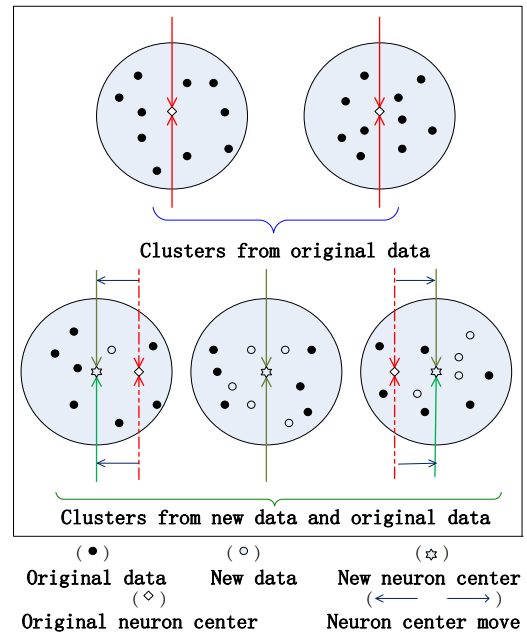 Clusters from original data
Clusters from new data and original data
( ) ( ) ( )
Original data New data New neuron center
( ) ( )
Original neuron center Neuron center move